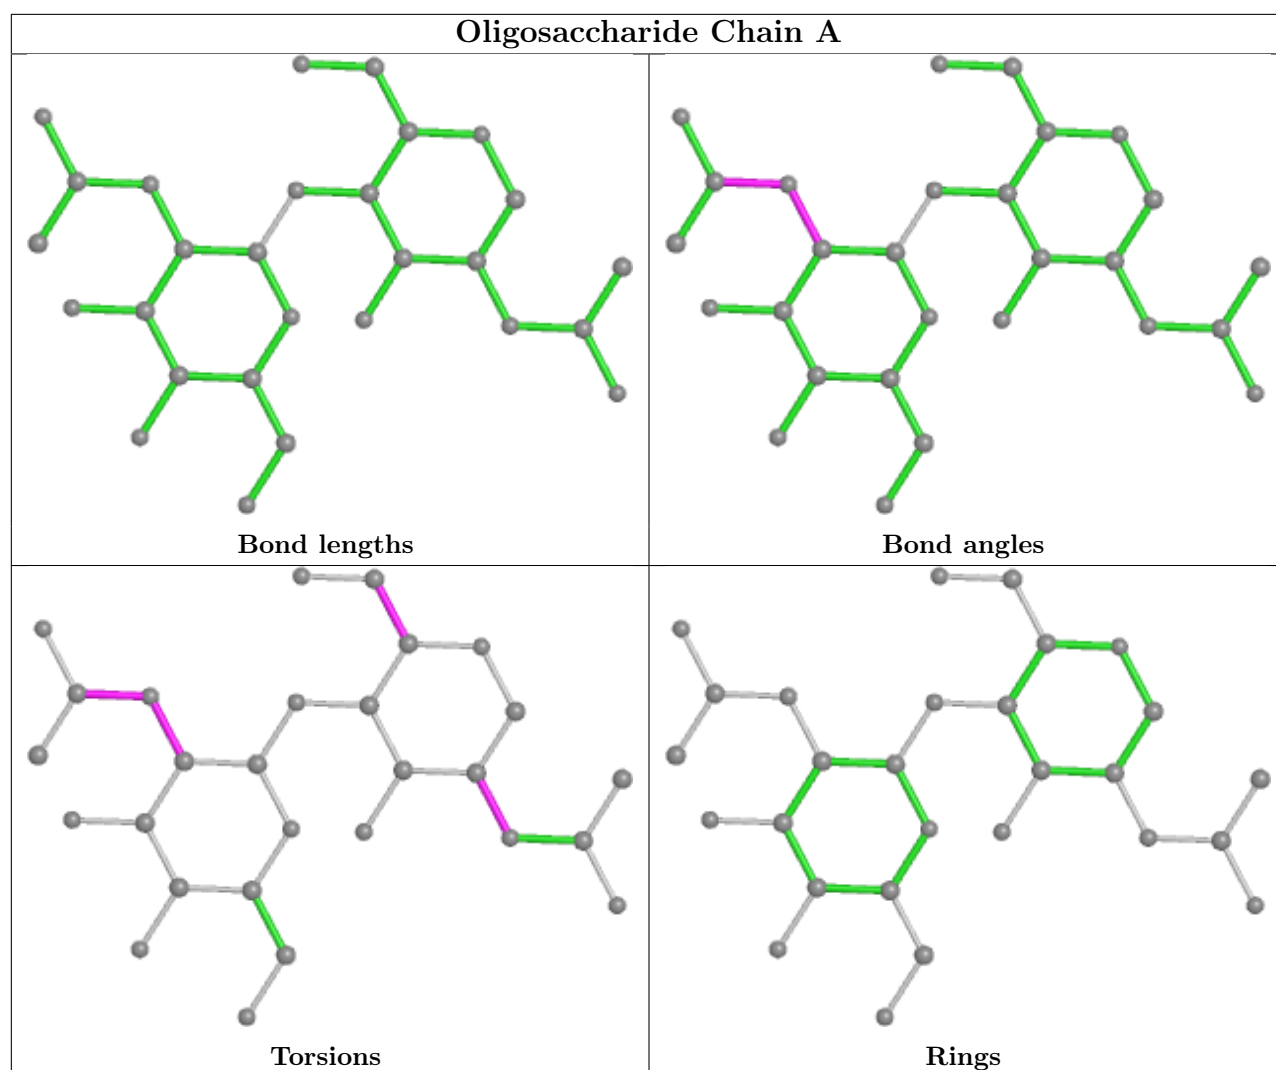 Oligosaccharide Chain A
Bond lengths
Bond angles
Torsions
Rings